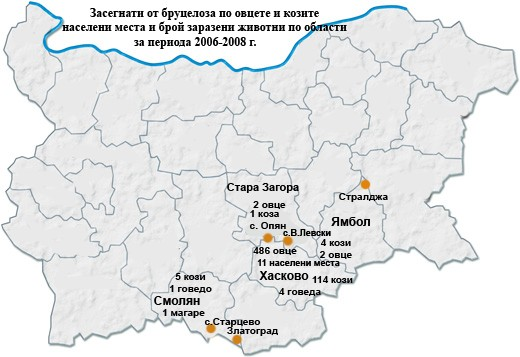 Засегнати от бруцелоза по овцете и козите
населени места и брой заразени животни по области
за периода 2006-2008 г.
Стара Загора
2 овце
1 коза
с. Опян
с.В.Левски
Стралджа
Ямбол
4 кози
2 овце
486 овце
11 населени места
Хасково
114 кози
4 говеда
5 кози
1 говедо
Смолян
1 магаре
с.Старцево
Златоград